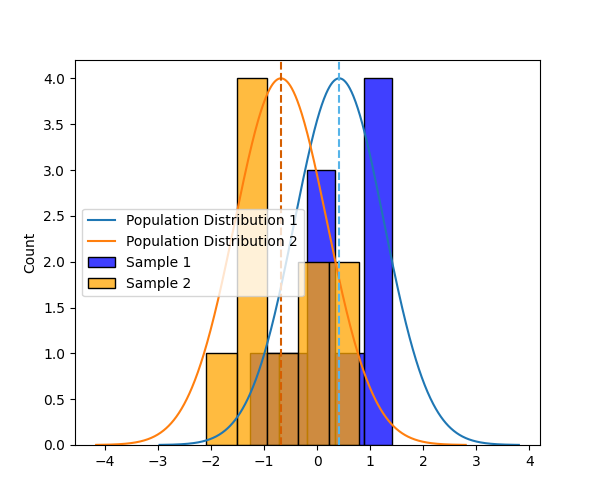 4.0
3.5
3.0
2.5
2.0
1.5
1.0
0.5
0.0
Count
Population Distribution 1
Population Distribution 2
Sample 1
Sample 2
−4 −3 −2 −1 0 1 2 3 4